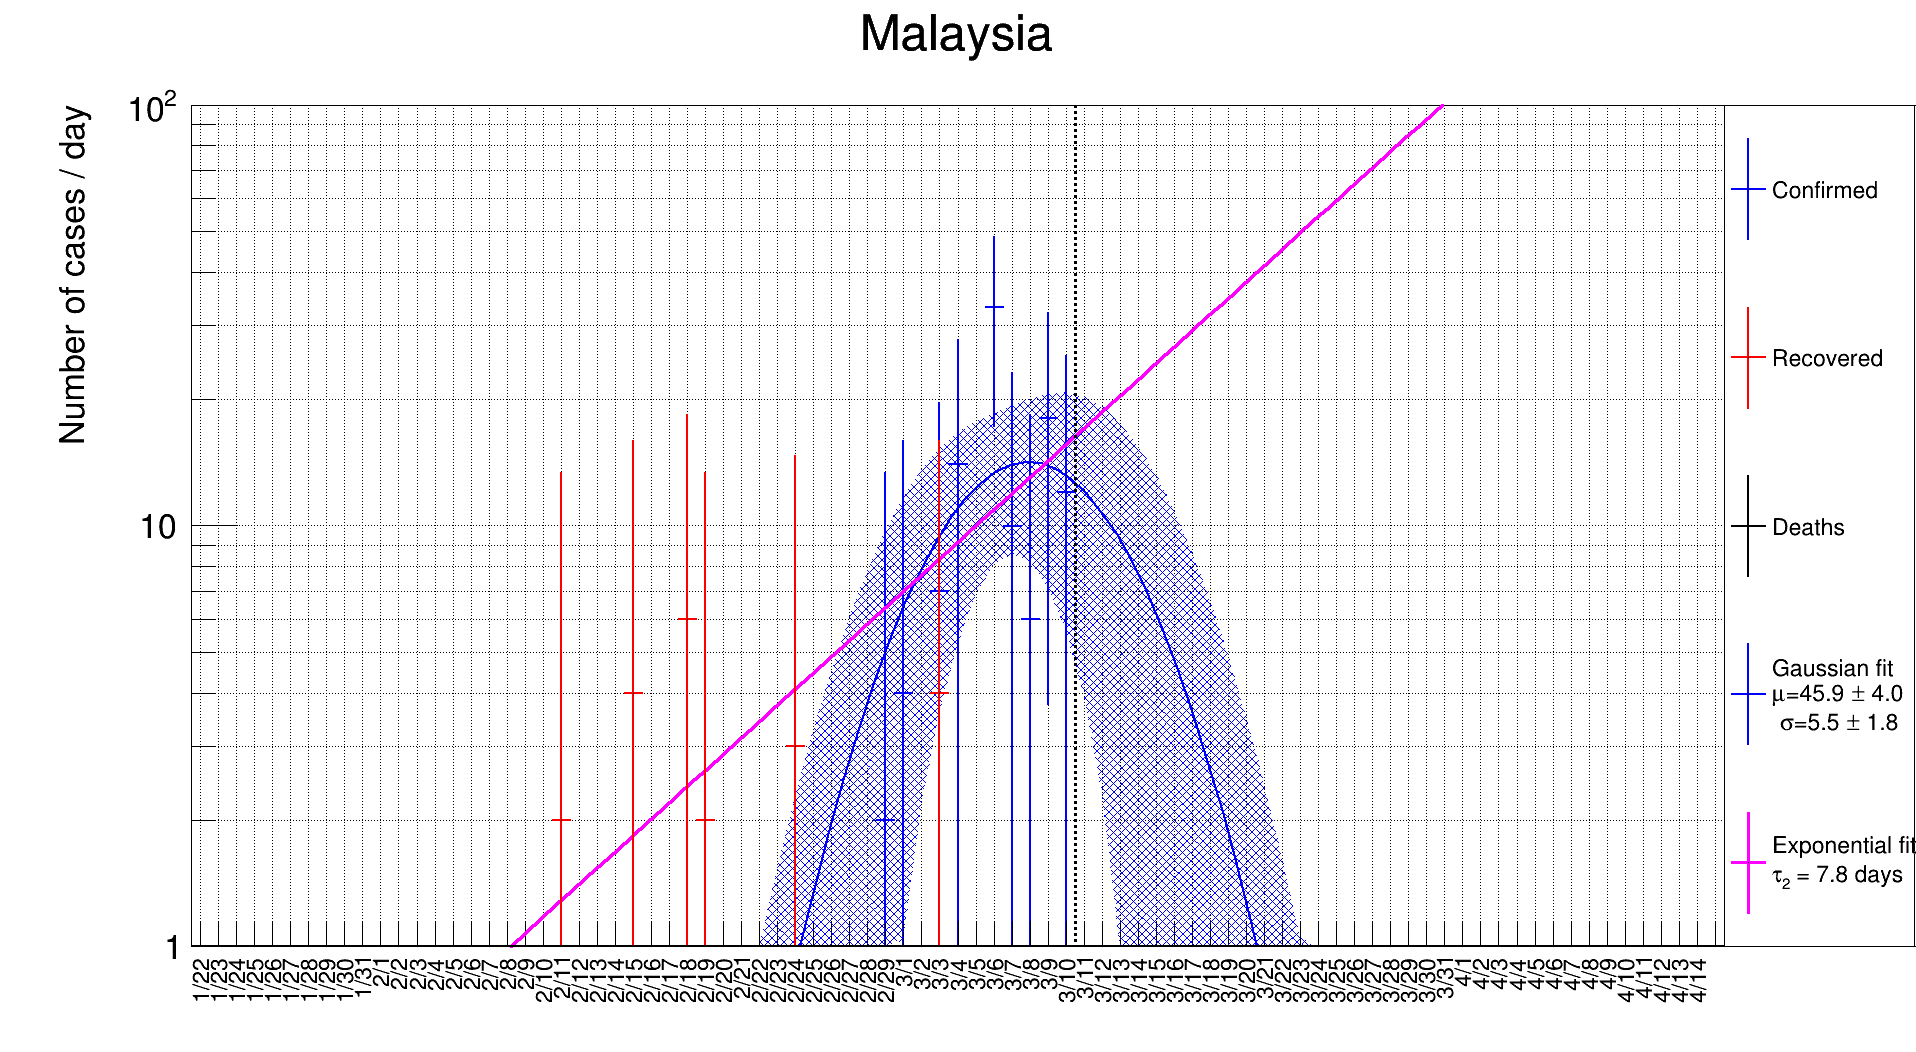 Malaysia
Number of cases / day
10²
10
1
1/22 1/23 1/24 1/25 1/26 1/27 1/28 1/29 1/30 1/31 2/1 2/2 2/3 2/4 2/5 2/6 2/7 2/8 2/9 2/10 2/11 2/12 2/13 2/14 2/15 2/16 2/17 2/18 2/19 2/20 2/21 2/22 2/23 2/24 2/25 2/26 2/27 2/28 2/29 3/1 3/2 3/3 3/4 3/5 3/6 3/7 3/8 3/9 3/10 3/11 3/12 3/13 3/14 3/15 3/16 3/17 3/18 3/19 3/20 3/21 3/22 3/23 3/24 3/25 3/26 3/27 3/28 3/29 3/30 3/31 4/1 4/2 4/3 4/4 4/5 4/6 4/7 4/8 4/9 4/10 4/11 4/12 4/13 4/14
Confirmed
Recovered
Deaths
Gaussian fit
μ=45.9 ± 4.0
σ=5.5 ± 1.8
Exponential fit
τ₂ = 7.8 days